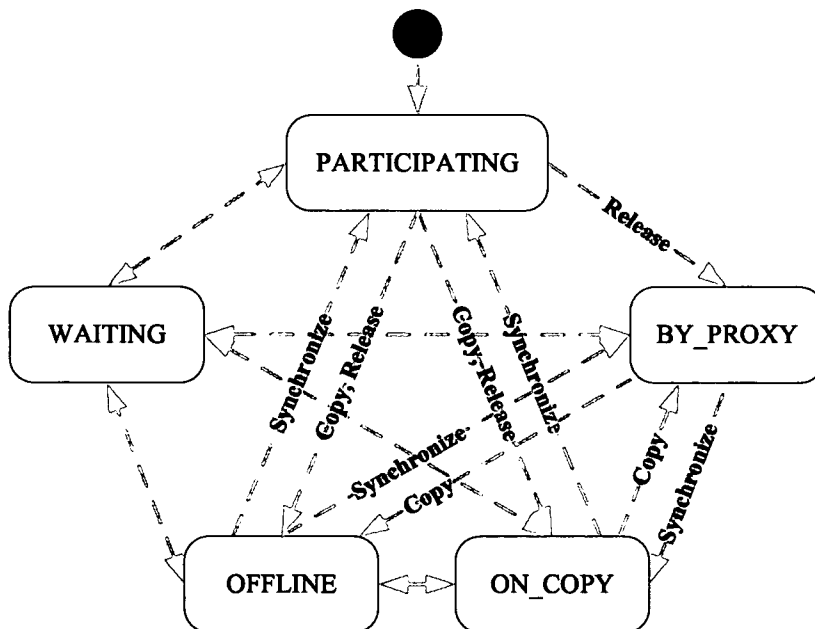 PARTICIPATING
Release
WAITING
BY_PROXY
Synchronize
Copy, Release
Copy, Release
Synchronize
Synchronize
Copy
Copy
Synchronize
OFFLINE
ON_COPY